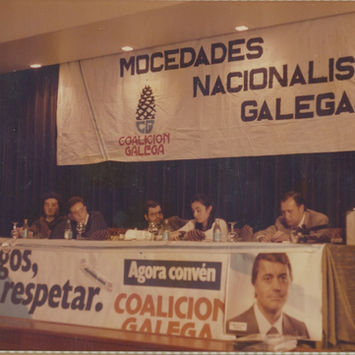 MOCEDADES
NACIONALIS
GALEGA
COALICION
GALEGA
gos,
respetar.
Agora convén
COALICION
GALEGA